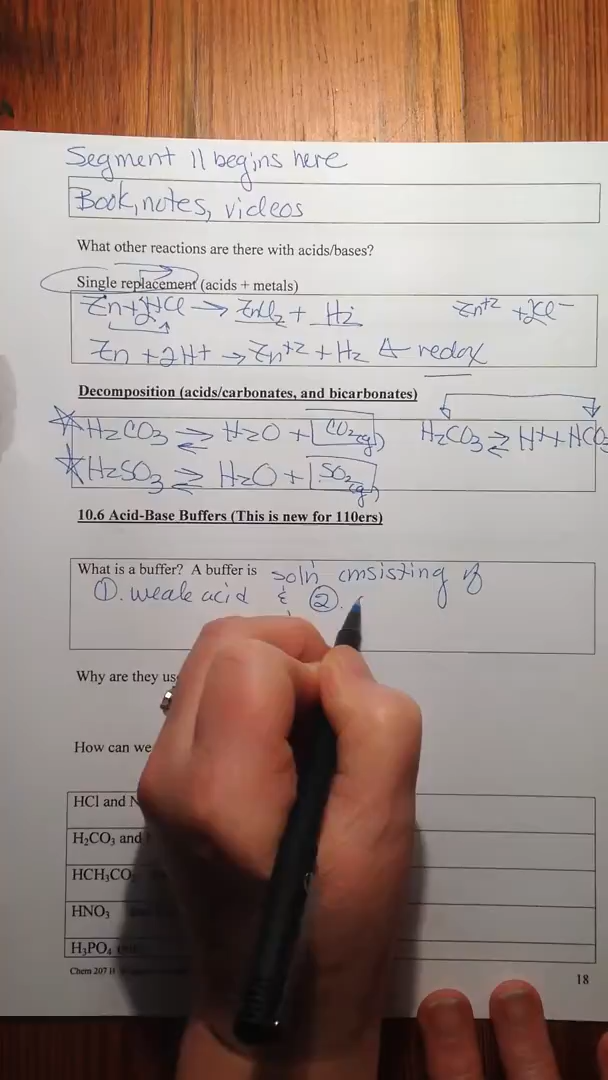 Segment 11 begins here
Book, notes, videos
What other reactions are there with acids/bases?
Single replacement (acids + metals)
Zn + 2HCl → ZnCl₂ + H₂ Zn⁺² + 2Cl⁻
Zn + 2H+ → Zn⁺² + H₂ ← redox
Decomposition (acids/carbonates, and bicarbonates)
H₂CO₃ ⇌ H₂O + CO₂(g) H₂CO₃ ⇌ H⁺ + HCO₃
H₂SO₃ ⇌ H₂O + SO₂(g)
10.6 Acid-Base Buffers (This is new for 110ers)
What is a buffer? A buffer is soln consisting of
①. weak acid & ②.
Why are they
How can we
HCl and
H₂CO₃ and
HCH₃CO₂
HNO₃
H₃PO₄
Chem 207
18